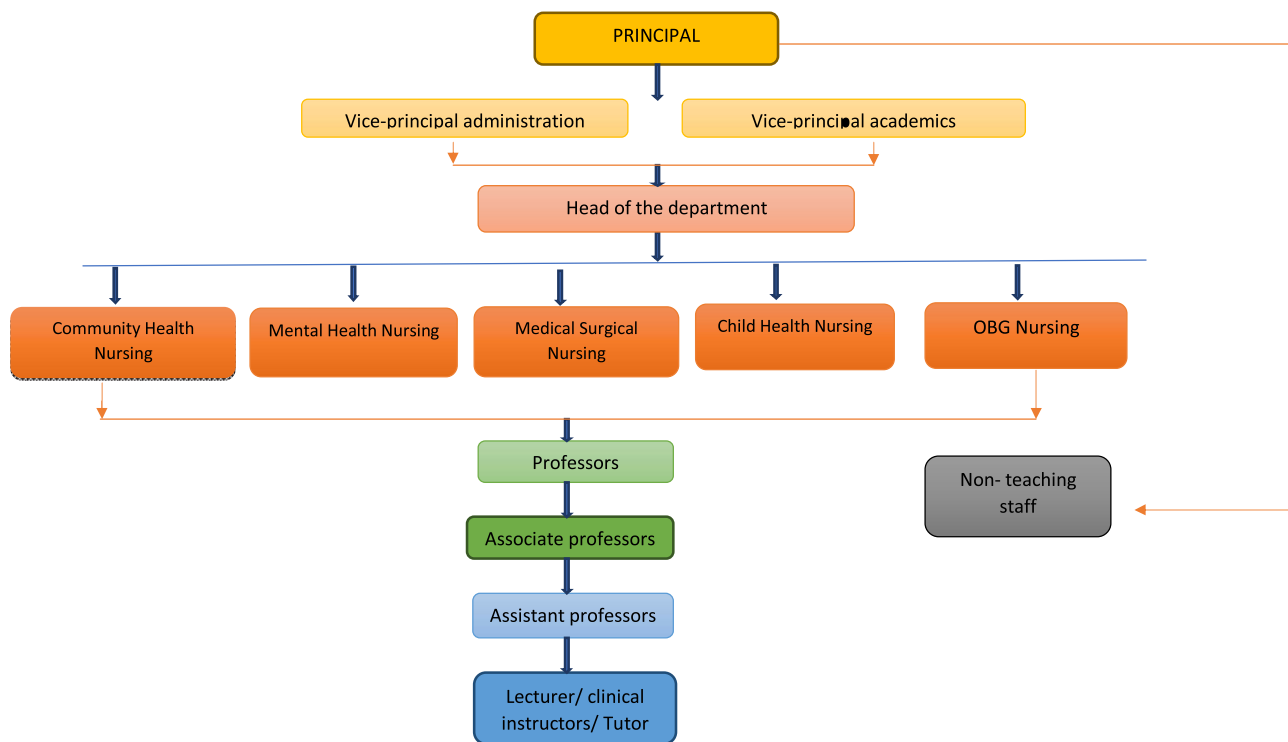 PRINCIPAL
Vice-principal administration
Vice-principal academics
Head of the department
Community Health
Nursing
Mental Health Nursing
Medical Surgical
Nursing
Child Health Nursing
OBG Nursing
Professors
Non- teaching
staff
Associate professors
Assistant professors
Lecturer/ clinical
instructors/ Tutor